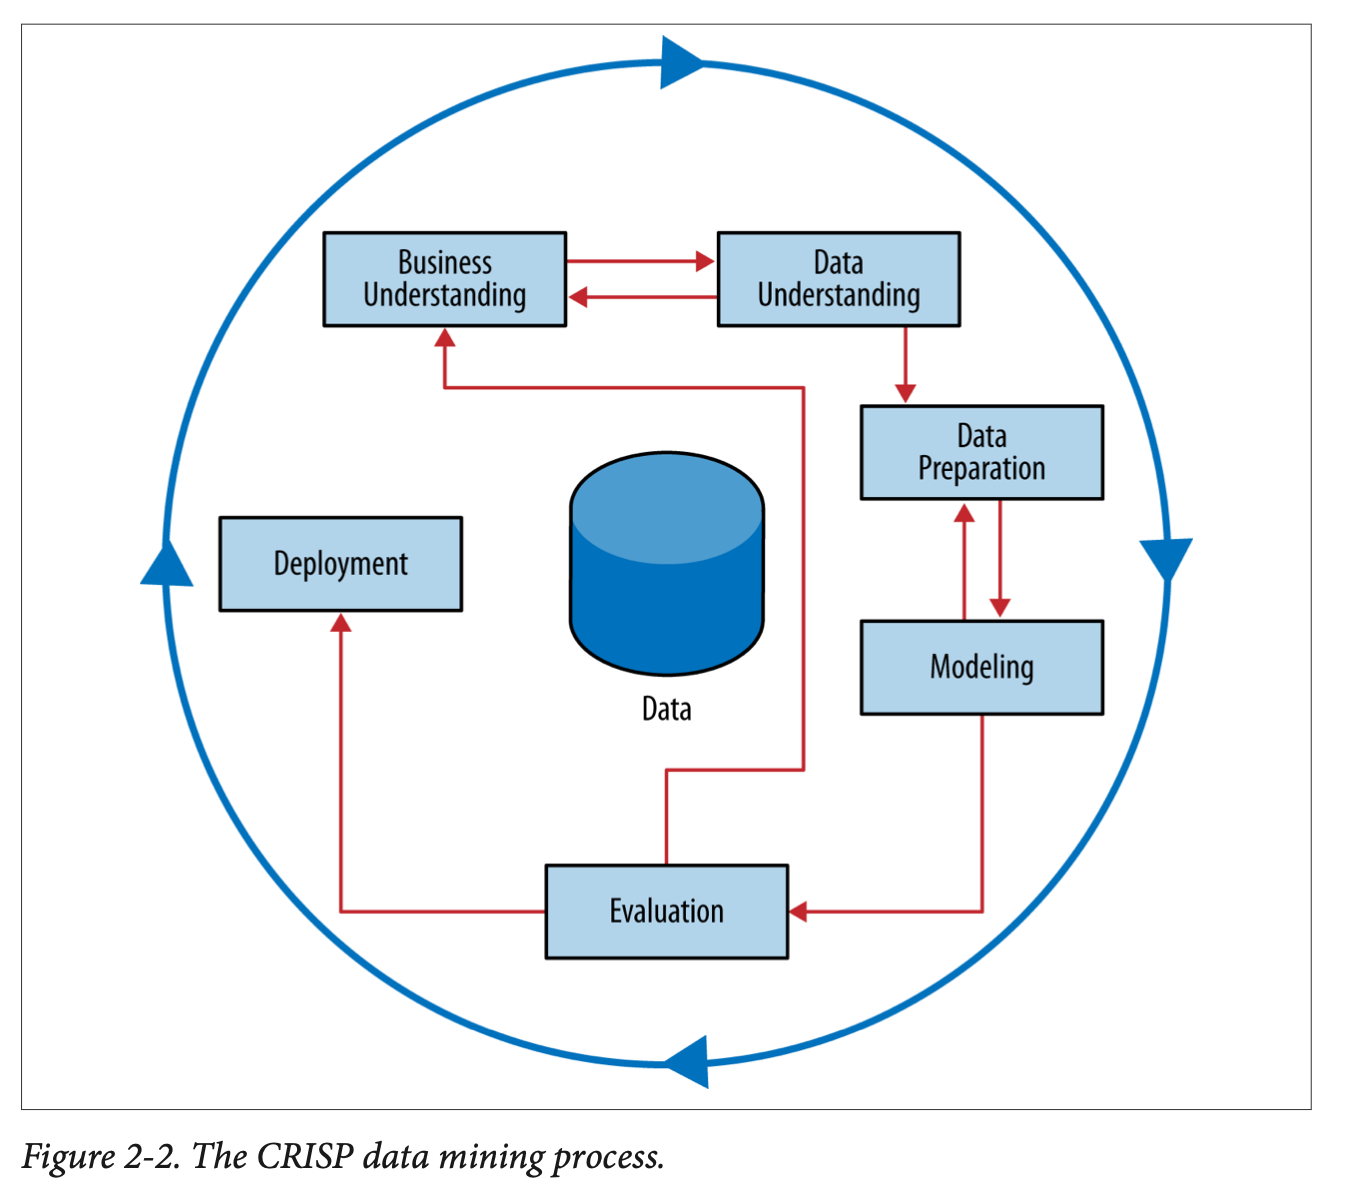 Business
Understanding
Data
Understanding
Data
Preparation
Deployment
Modeling
Data
Evaluation
Figure 2-2. The CRISP data mining process.